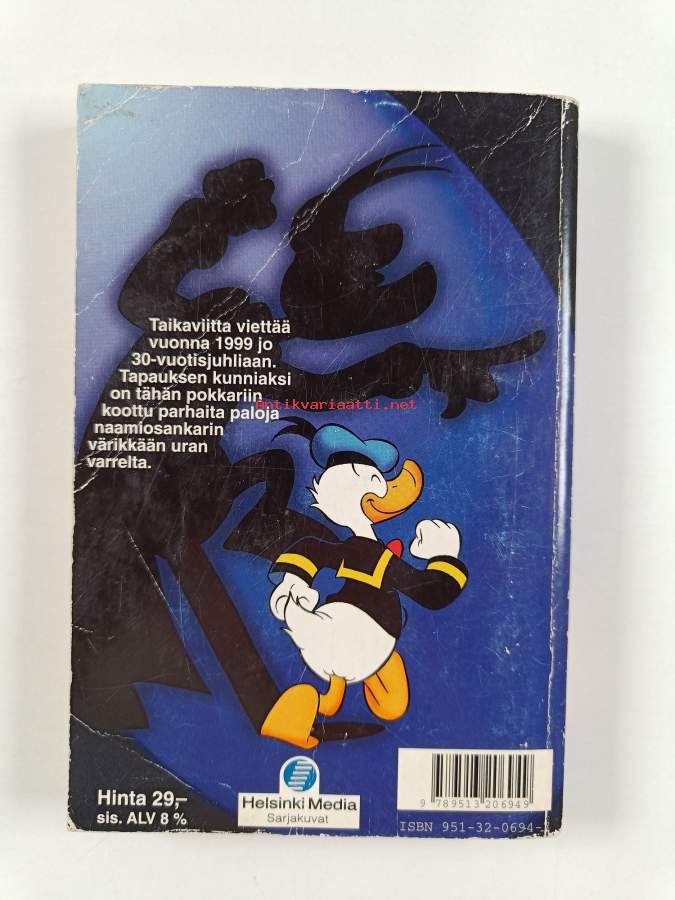 Taikaviitta viettää
vuonna 1999 jo
30-vuotisjuhliaan.
Tapauksen kunniaksi
on tähän pokkariin
koottu parhaita paloja
naamiosankarin
värikkään uran
varrelta.
Antikvariaatti.net
Hinta 29,–
sis. ALV 8 %
Helsinki Media
Sarjakuvat
9 789513 206949
ISBN 951-32-0694-